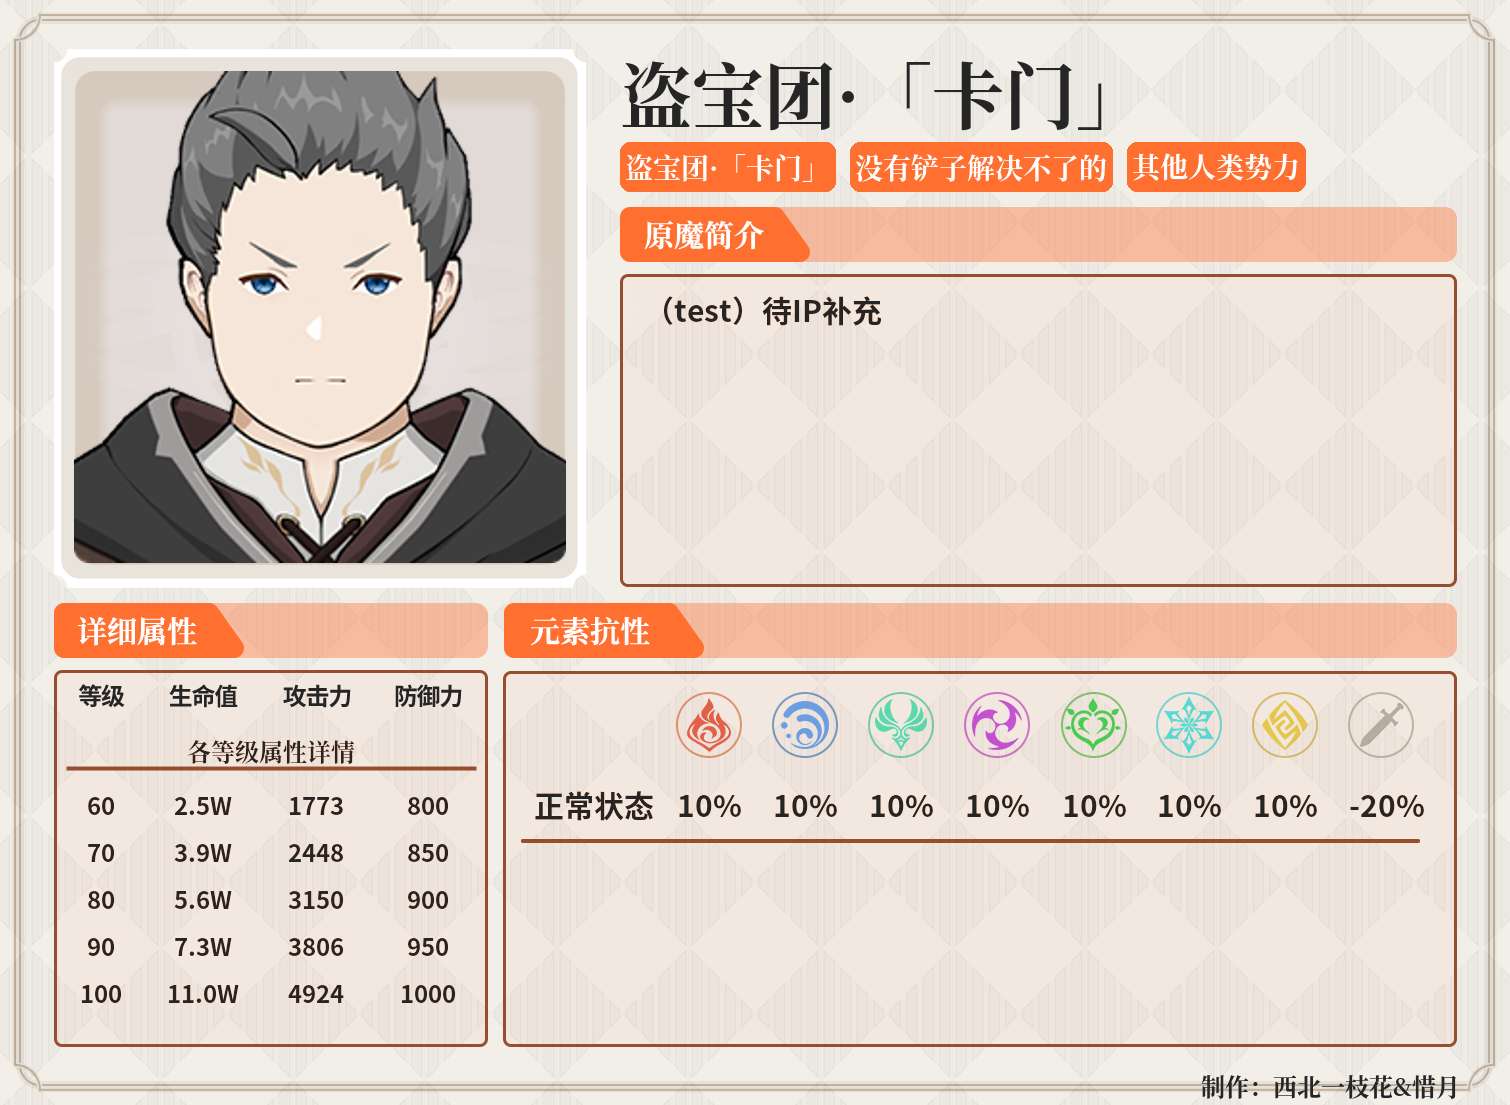 盗宝团·「卡门」
盗宝团·「卡门」 没有铲子解决不了的 其他人类势力
原魔简介
（test）待IP补充
详细属性
等级 生命值 攻击力 防御力
各等级属性详情
60 2.5W 1773 800
70 3.9W 2448 850
80 5.6W 3150 900
90 7.3W 3806 950
100 11.0W 4924 1000
元素抗性
正常状态 10% 10% 10% 10% 10% 10% 10% -20%
制作：西北一枝花&惜月